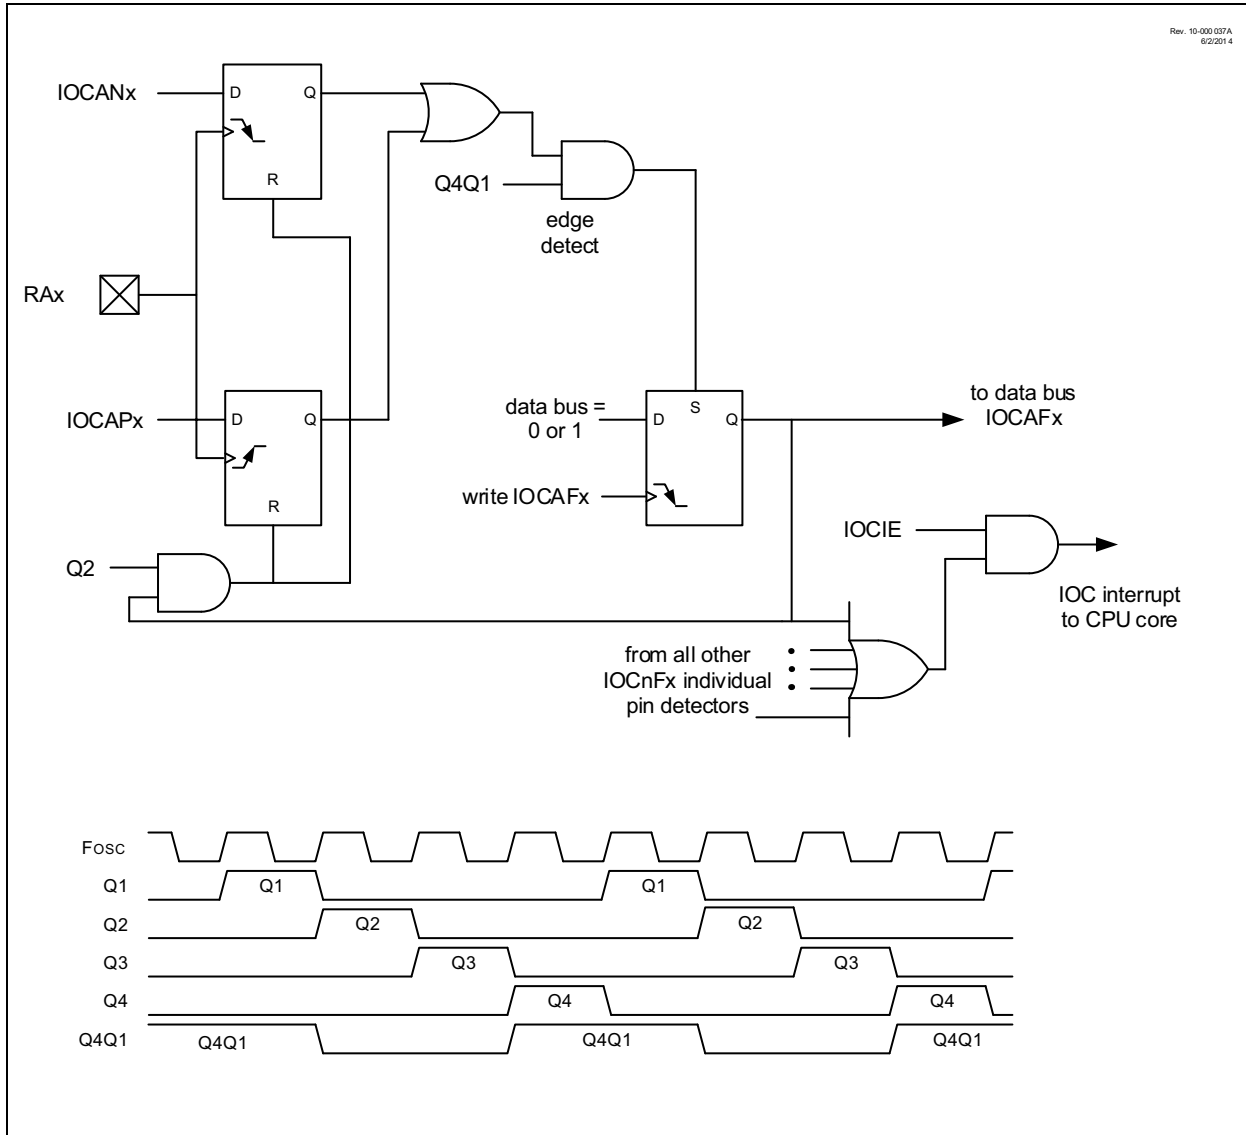 Rev. 10-000037A
6/2/2014
IOCANx
D
Q
R
Q4Q1
edge
detect
RAx
IOCAPx
D
Q
R
data bus =
0 or 1
D
S
Q
to data bus
IOCAFx
write IOCAFx
IOCIE
Q2
IOC interrupt
to CPU core
from all other
IOCnFx individual
pin detectors
FOSC
Q1
Q1
Q1
Q2
Q2
Q2
Q3
Q3
Q3
Q4
Q4
Q4
Q4Q1
Q4Q1
Q4Q1
Q4Q1